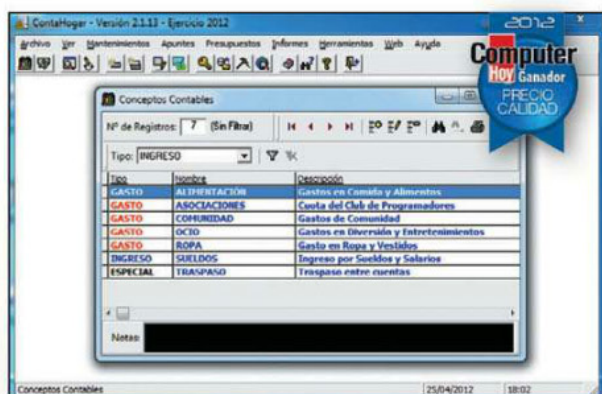 ContaHogar - Versión 2.1.13 - Ejercicio 2012
Archivo Ver Mantenimientos Apuntes Presupuestos Informes Herramientas Web Ayuda
2012
Computer
Hoy Ganador
PRECIO
CALIDAD
Conceptos Contables
Nº de Registros: 7 (Sin Filtrar)
Tipo: INGRESO
Tipo Nombre Descripción
GASTO ALIMENTACIÓN Gastos en Comida y Alimentos
GASTO ASOCIACIONES Cuota del Club de Programadores
GASTO COMUNIDAD Gastos de Comunidad
GASTO OCIO Gastos en Diversión y Entretenimientos
GASTO ROPA Gasto en Ropa y Vestidos
INGRESO SUELDOS Ingreso por Sueldos y Salarios
ESPECIAL TRASPASO Traspaso entre cuentas
Notas:
Conceptos Contables 25/04/2012 18:02